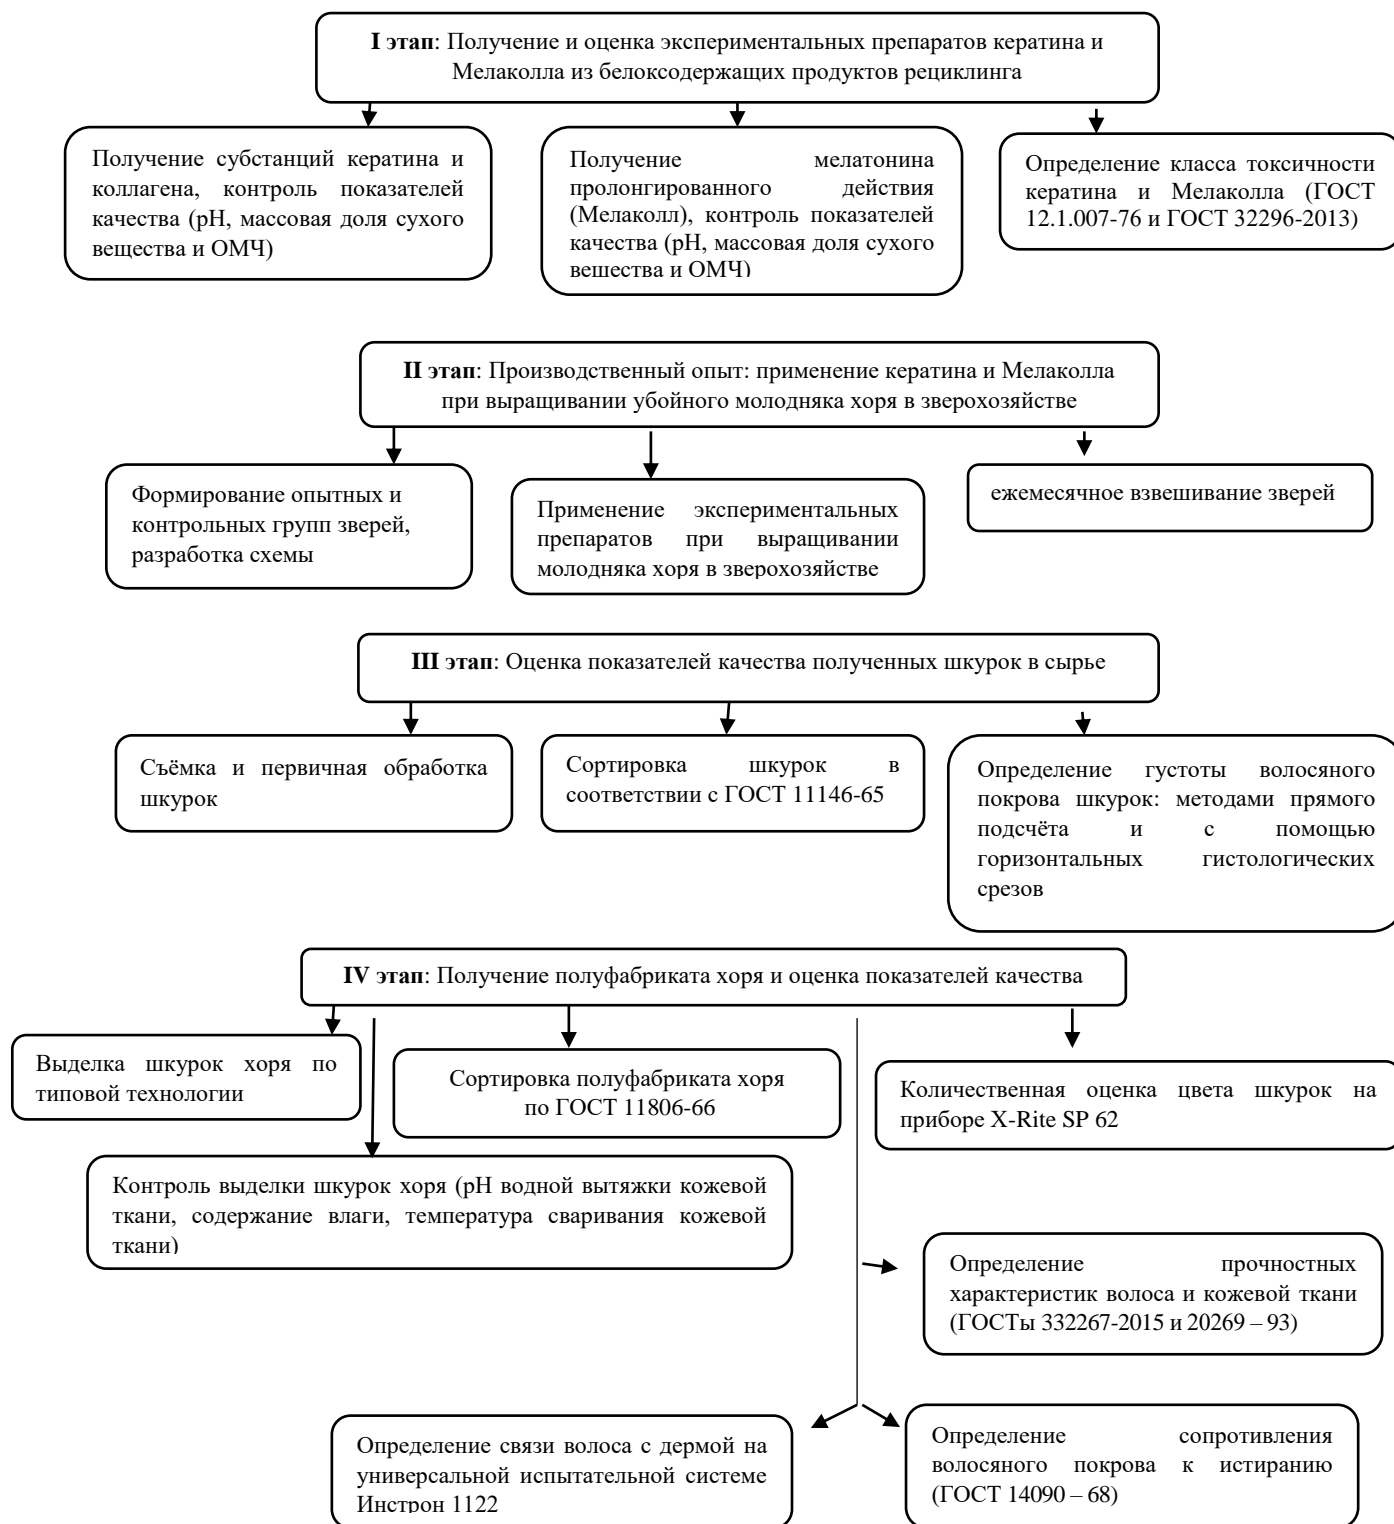 I этап: Получение и оценка экспериментальных препаратов кератина и
Мелаколла из белоксодержащих продуктов рециклинга
Получение субстанций кератина и
коллагена, контроль показателей
качества (рН, массовая доля сухого
вещества и ОМЧ)
Получение мелатонина
пролонгированного действия
(Мелаколл), контроль показателей
качества (рН, массовая доля сухого
вещества и ОМЧ)
Определение класса токсичности
кератина и Мелаколла (ГОСТ
12.1.007-76 и ГОСТ 32296-2013)
II этап: Производственный опыт: применение кератина и Мелаколла
при выращивании убойного молодняка хоря в зверохозяйстве
Формирование опытных и
контрольных групп зверей,
разработка схемы
Применение экспериментальных
препаратов при выращивании
молодняка хоря в зверохозяйстве
ежемесячное взвешивание зверей
III этап: Оценка показателей качества полученных шкурок в сырье
Съёмка и первичная обработка
шкурок
Сортировка шкурок в
соответствии с ГОСТ 11146-65
Определение густоты волосяного
покрова шкурок: методами прямого
подсчёта и с помощью
горизонтальных гистологических
срезов
IV этап: Получение полуфабриката хоря и оценка показателей качества
Выделка шкурок хоря по
типовой технологии
Сортировка полуфабриката хоря
по ГОСТ 11806-66
Количественная оценка цвета шкурок на
приборе X-Rite SP 62
Контроль выделки шкурок хоря (рН водной вытяжки кожевой
ткани, содержание влаги, температура сваривания кожевой
ткани)
Определение прочностных
характеристик волоса и кожевой ткани
(ГОСТы 332267-2015 и 20269 – 93)
Определение связи волоса с дермой на
универсальной испытательной системе
Инстрон 1122
Определение сопротивления
волосяного покрова к истиранию
(ГОСТ 14090 – 68)